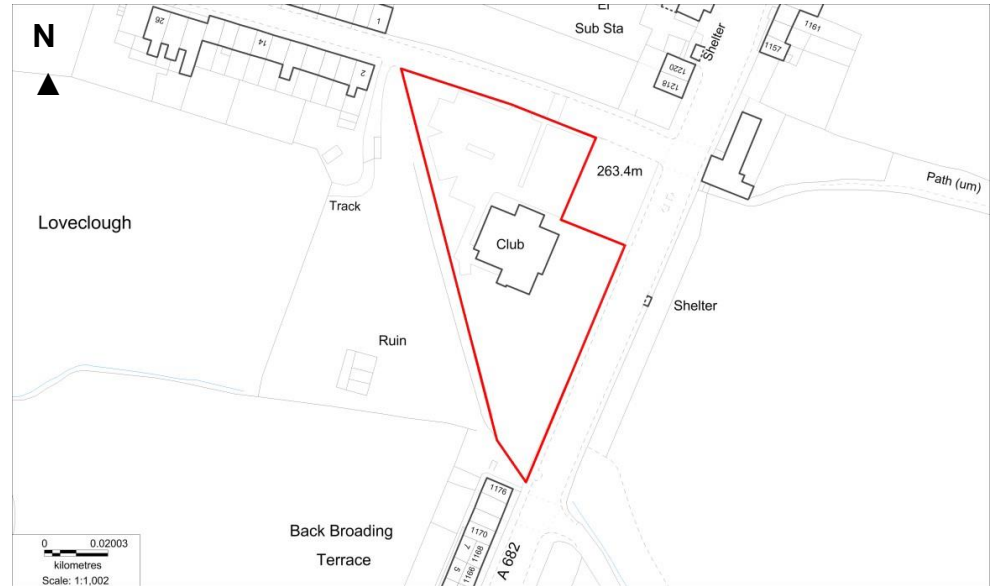 N
26
14
2
1
El
Sub Sta
Shelter
1220
1218
1157
1161
263.4m
Path (um)
Loveclough
Track
Club
Shelter
Ruin
1176
1170
1168
1166
7
5
Back Broading
Terrace
A 682
0 0.02003
kilometres
Scale: 1:1,002